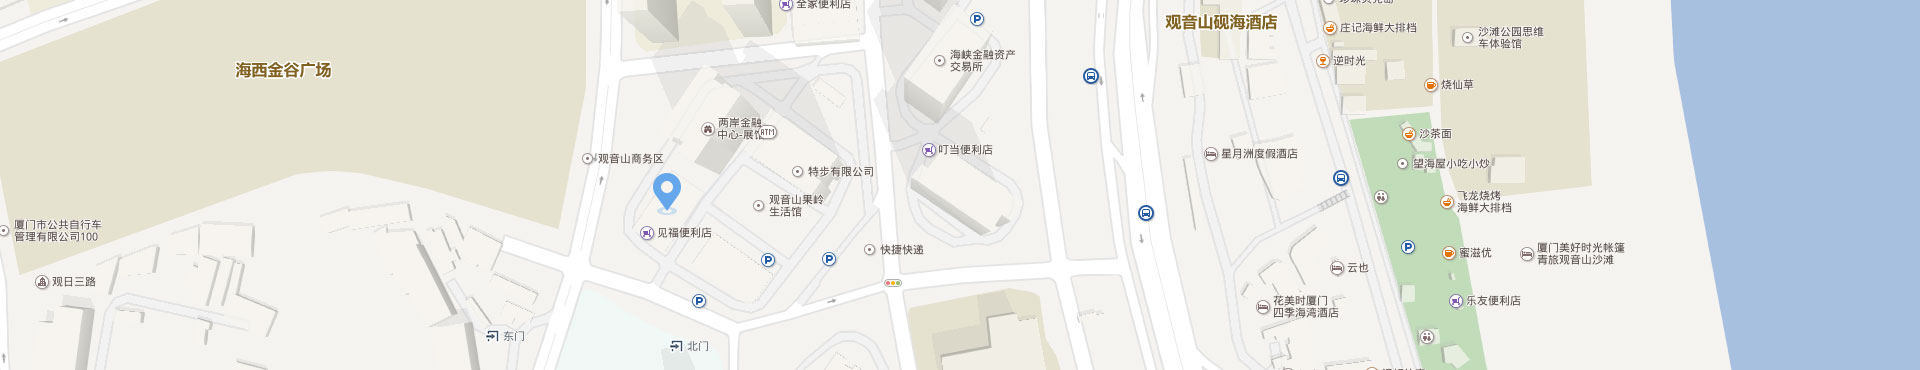 全家便利店
观音山砚海酒店
庄记海鲜大排档
沙滩公园思维
车体验馆
海西金谷广场
海峡金融资产
交易所
逆时光
烧仙草
两岸金融
中心-展馆
ATM
沙茶面
观音山商务区
叮当便利店
星月洲度假酒店
望海屋小吃小炒
特步有限公司
观音山果岭
生活馆
飞龙烧烤
海鲜大排档
厦门市公共自行车
管理有限公司100
见福便利店
快捷快递
蜜滋优
厦门美好时光帐篷
青旅观音山沙滩
云也
观日三路
花美时厦门
四季海湾酒店
乐友便利店
东门
北门
P
P
P
P
P